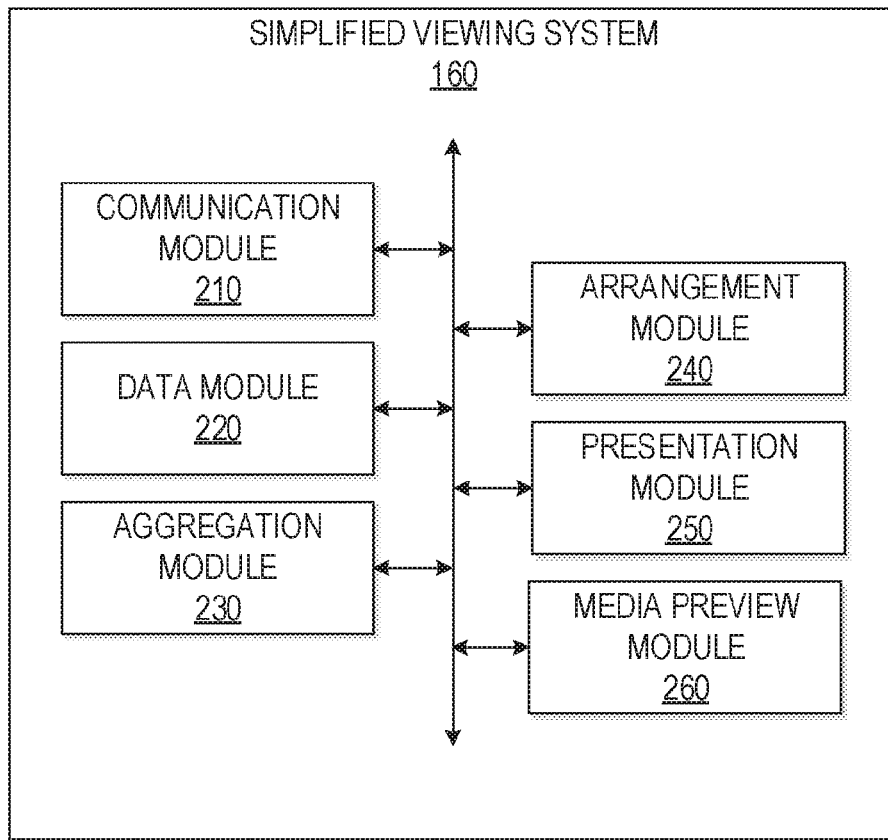 SIMPLIFIED VIEWING SYSTEM
160
COMMUNICATION
MODULE
210
DATA MODULE
220
AGGREGATION
MODULE
230
ARRANGEMENT
MODULE
240
PRESENTATION
MODULE
250
MEDIA PREVIEW
MODULE
260